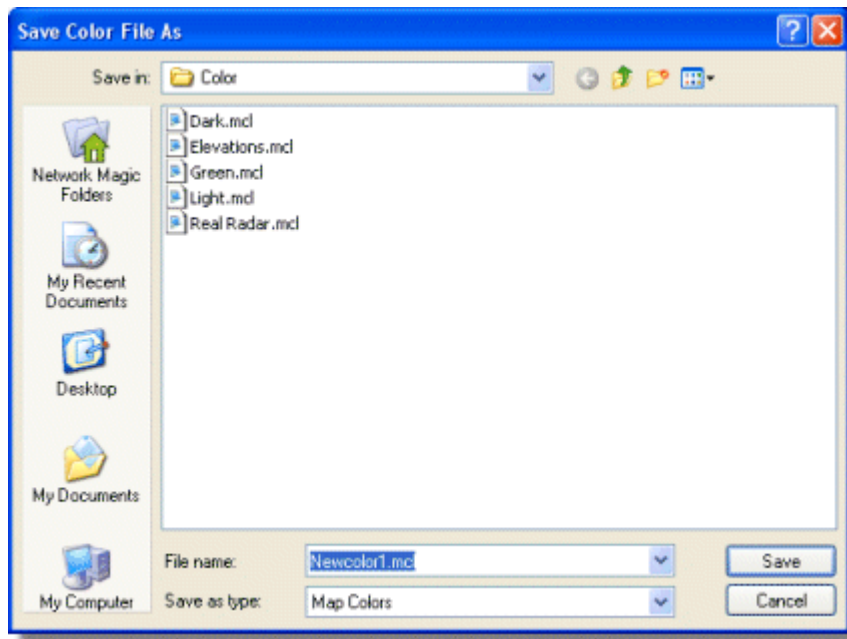 Save Color File As
Save in: Color
Dark.mcl
Elevations.mcl
Green.mcl
Light.mcl
Real Radar.mcl
Network Magic
Folders
My Recent
Documents
Desktop
My Documents
My Computer
File name: Newcolor1.mcl
Save
Save as type: Map Colors
Cancel